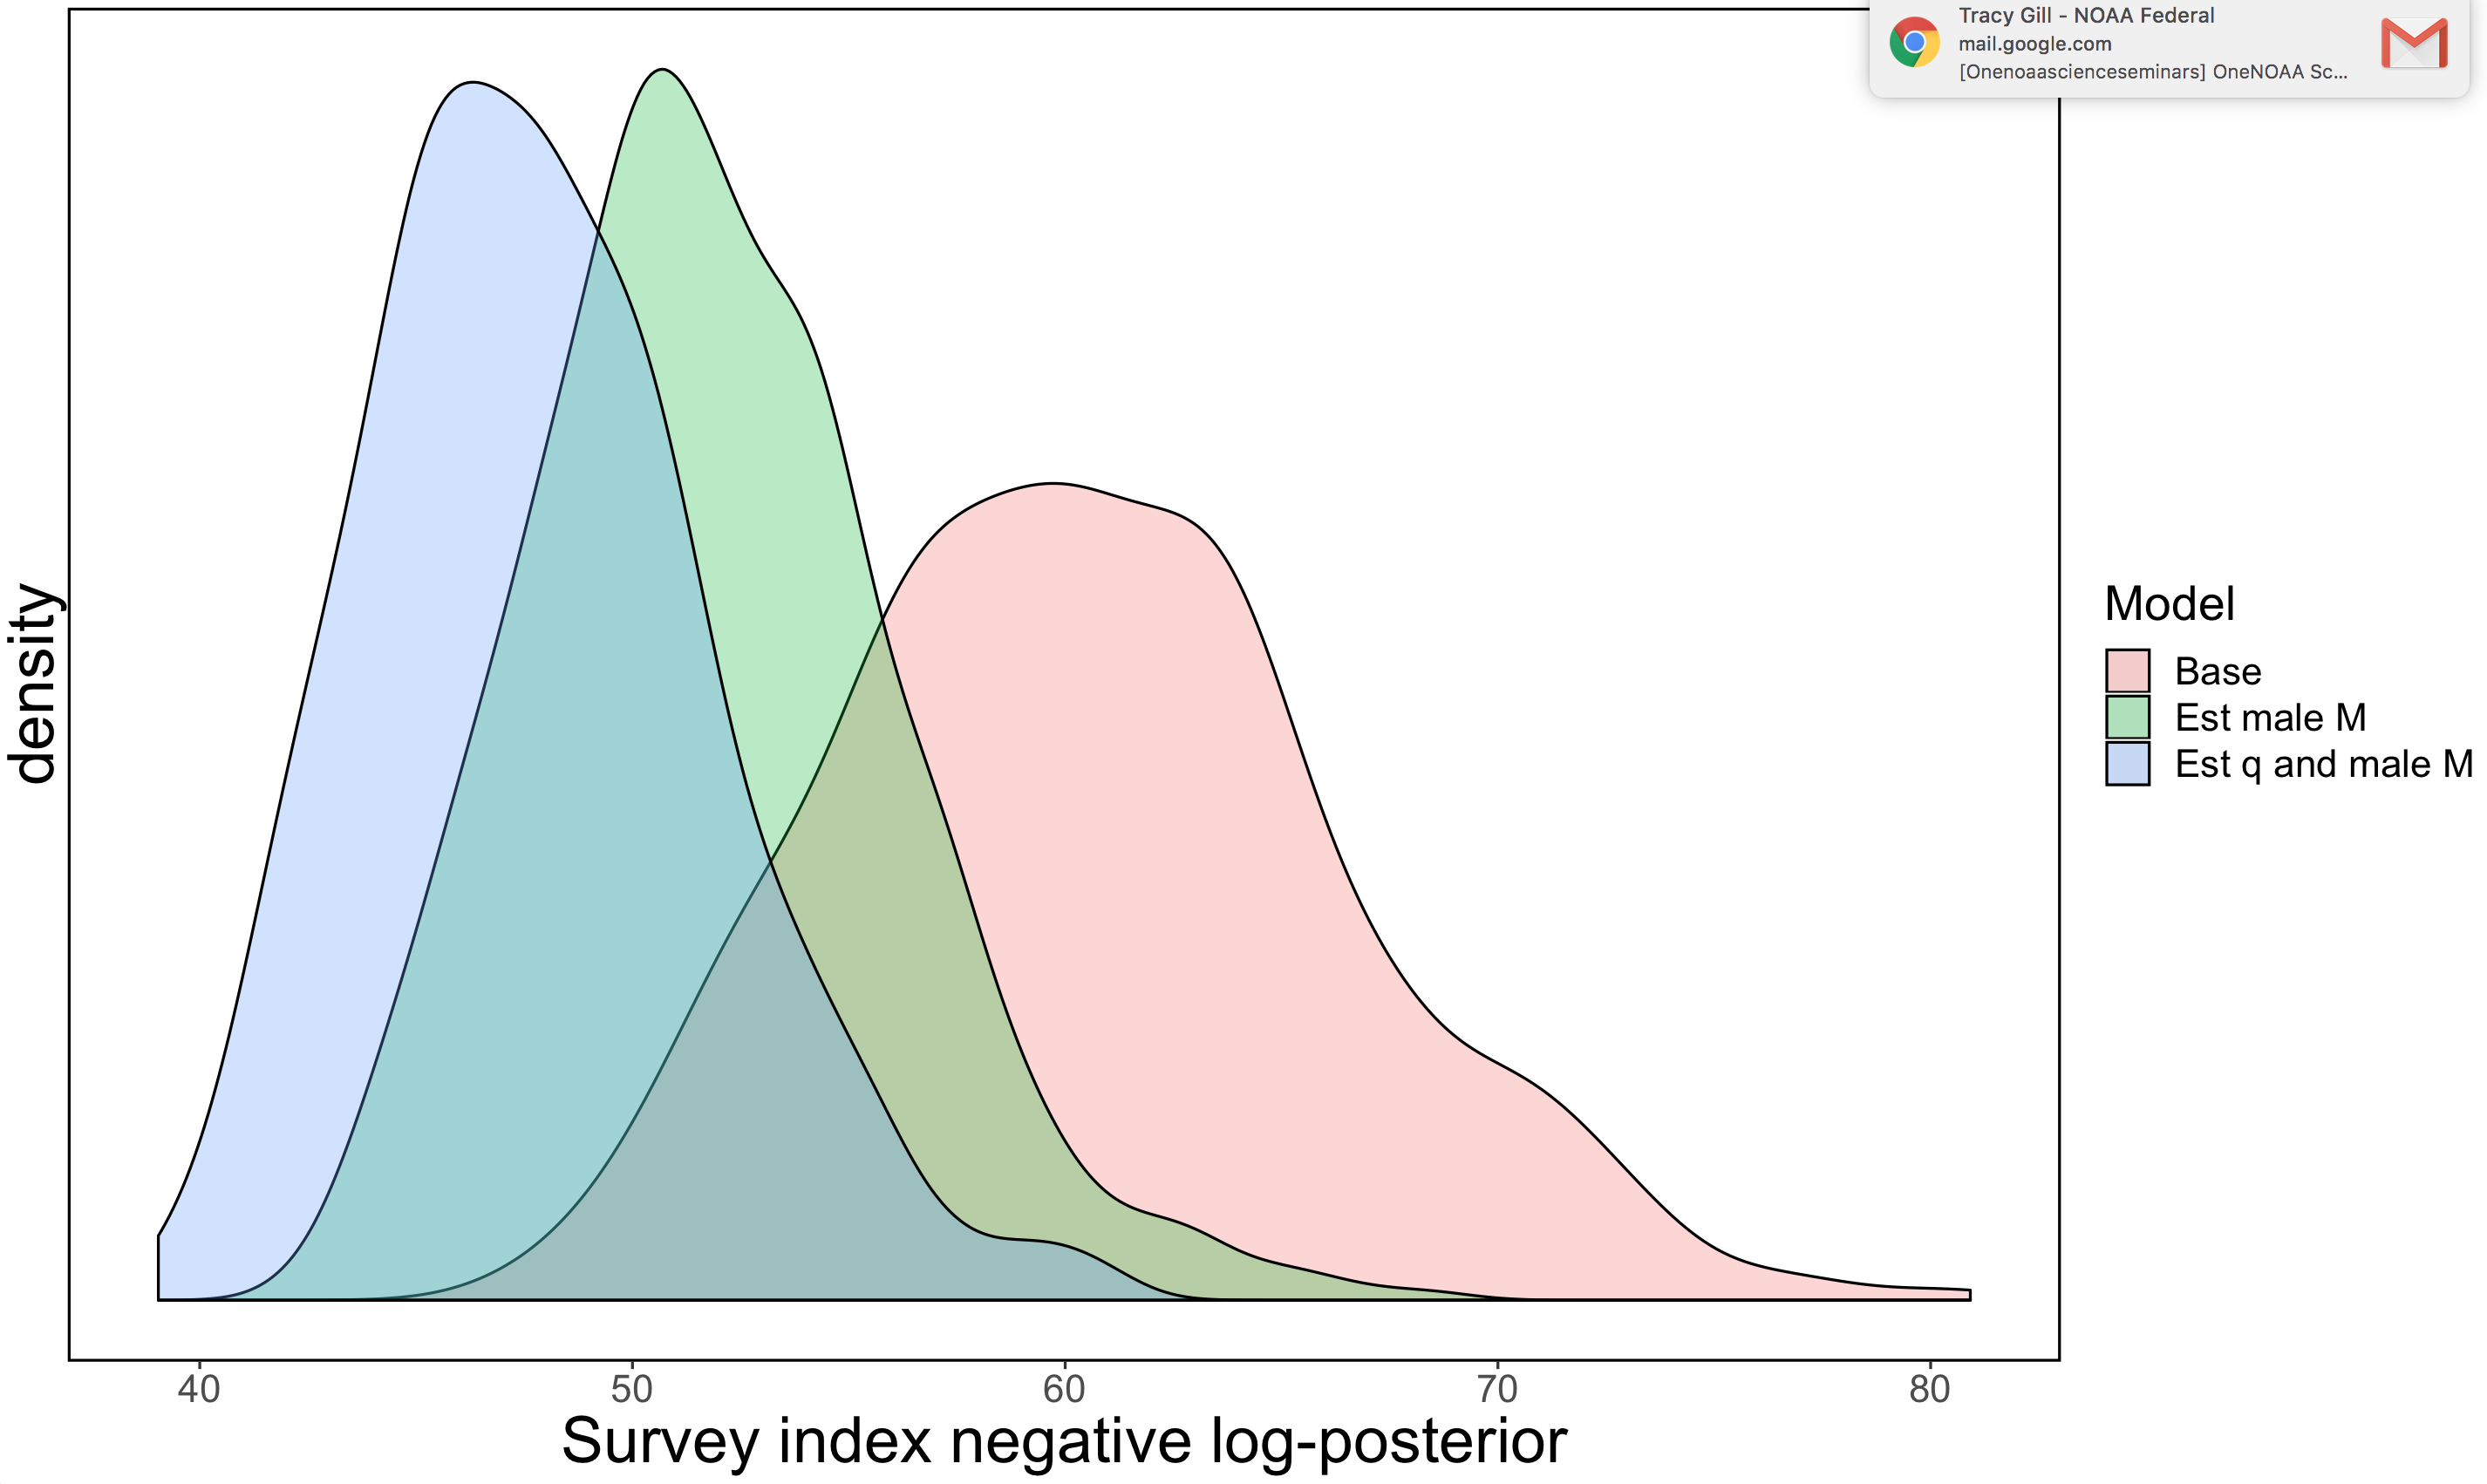 Tracy Gill - NOAA Federal
mail.google.com
[Onenoaascienceseminars] OneNOAA Sc...
density
Model
Base
Est male M
Est q and male M
40 50 60 70 80
Survey index negative log-posterior